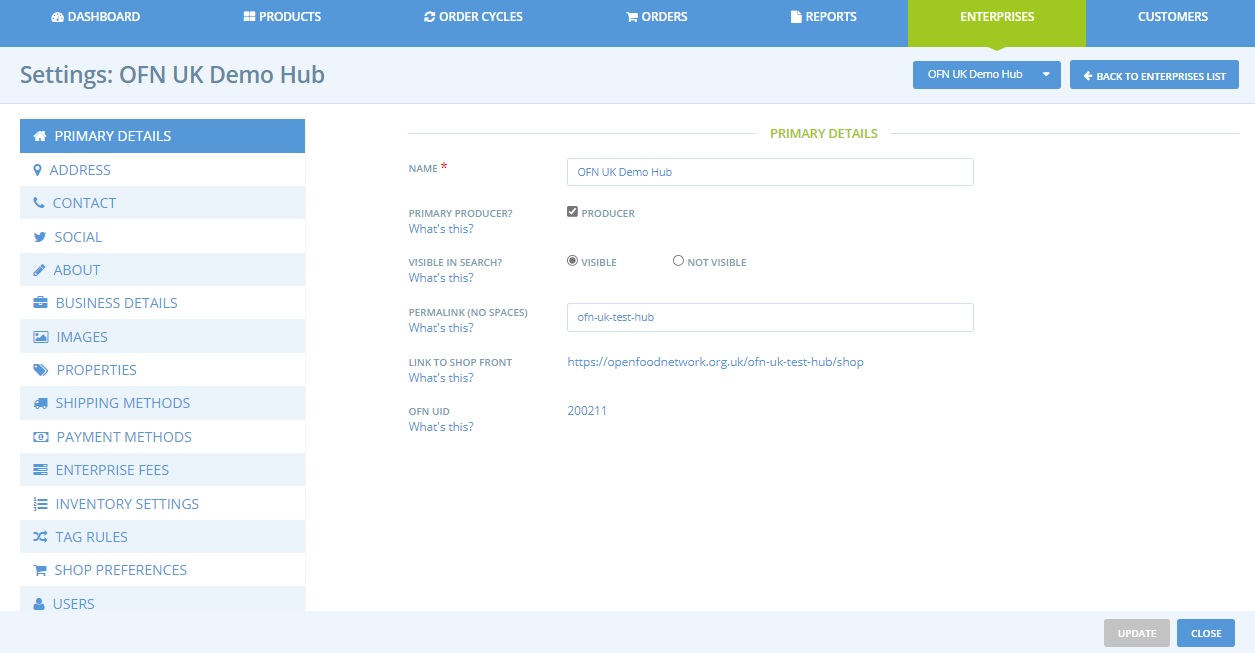 DASHBOARD PRODUCTS ORDER CYCLES ORDERS REPORTS ENTERPRISES CUSTOMERS
Settings: OFN UK Demo Hub
OFN UK Demo Hub
BACK TO ENTERPRISES LIST
PRIMARY DETAILS
ADDRESS
CONTACT
SOCIAL
ABOUT
BUSINESS DETAILS
IMAGES
PROPERTIES
SHIPPING METHODS
PAYMENT METHODS
ENTERPRISE FEES
INVENTORY SETTINGS
TAG RULES
SHOP PREFERENCES
USERS
PRIMARY DETAILS
NAME * OFN UK Demo Hub
PRIMARY PRODUCER? PRODUCER
What's this?
VISIBLE IN SEARCH? VISIBLE NOT VISIBLE
What's this?
PERMALINK (NO SPACES) ofn-uk-test-hub
What's this?
LINK TO SHOP FRONT https://openfoodnetwork.org.uk/ofn-uk-test-hub/shop
What's this?
OFN UID 200211
What's this?
UPDATE CLOSE